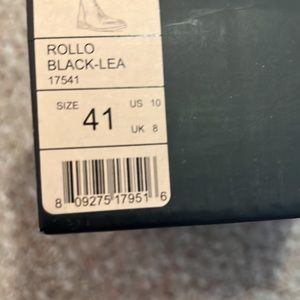 ROLLO
BLACK-LEA
17541
SIZE 41 US 10
UK 8
8 09275 17951 6